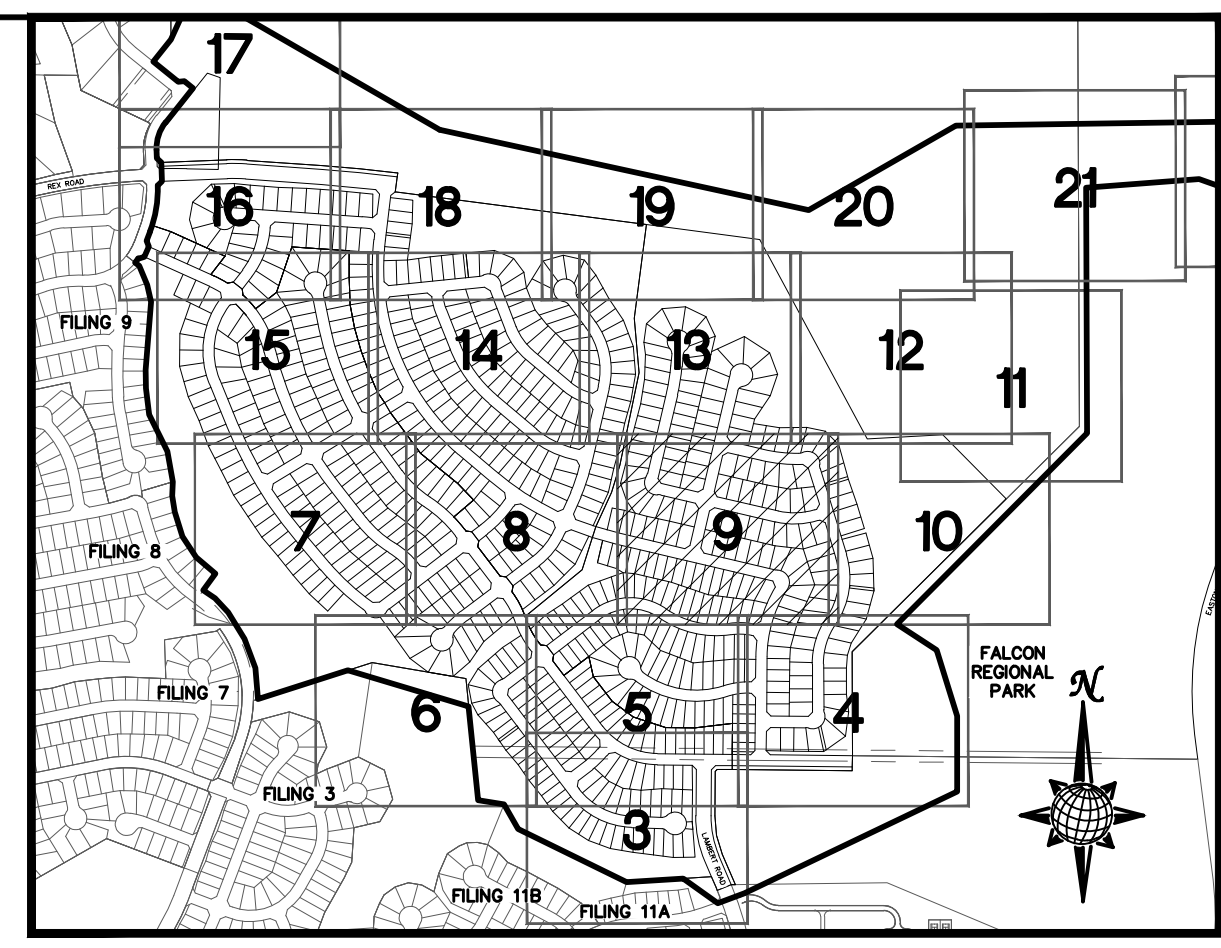 17
REX ROAD
16
18
19
20
21
FILING 9
15
14
13
12
11
FILING 8
7
8
9
10
FILING 7
6
5
4
FALCON
REGIONAL
PARK
N
FILING 3
3
LAMBERT ROAD
FILING 11B
FILING 11A